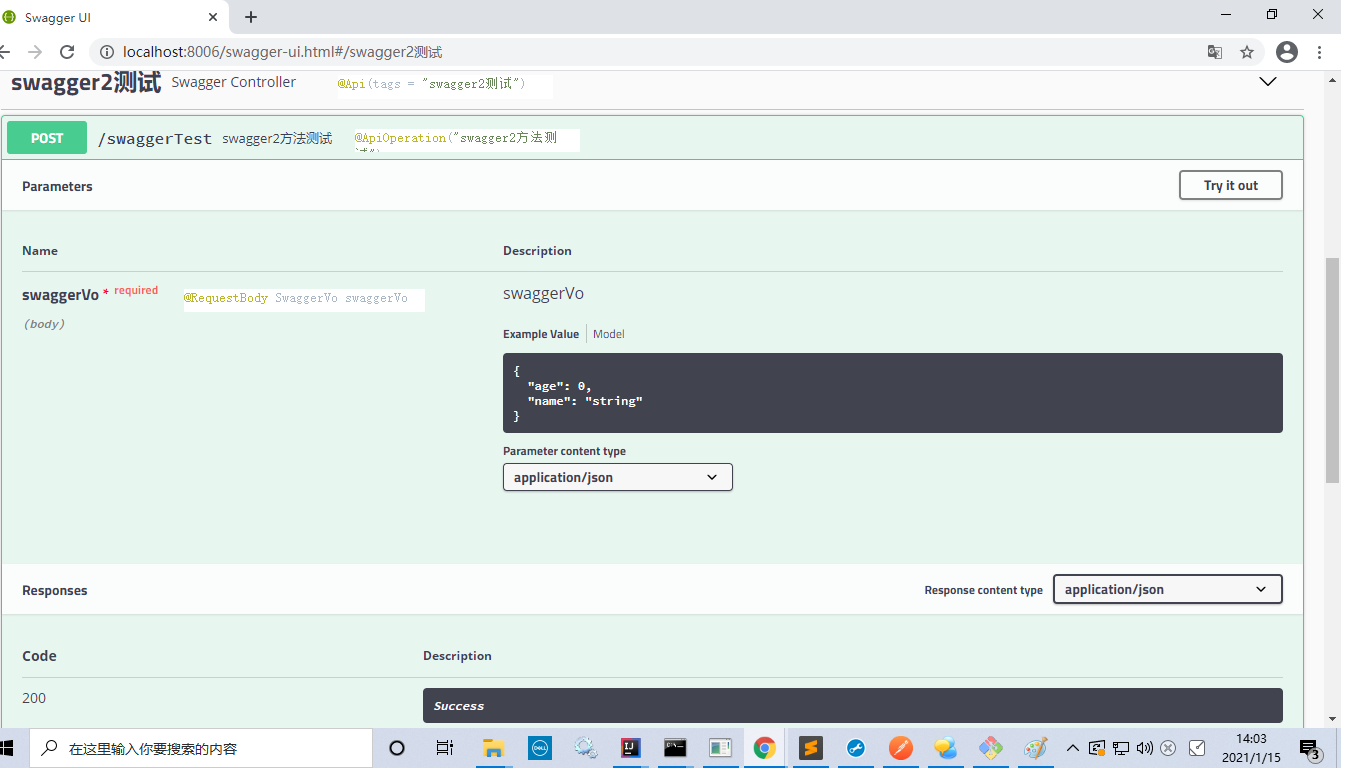 Swagger UI
localhost:8006/swagger-ui.html#/swagger2测试
swagger2测试 Swagger Controller @Api(tags = "swagger2测试")
POST /swaggerTest swagger2方法测试 @ApiOperation("swagger2方法测
Parameters Try it out
Name Description
swaggerVo * required @RequestBody SwaggerVo swaggerVo swaggerVo
(body)
Example Value Model
{
"age": 0,
"name": "string"
}
Parameter content type
application/json
Responses Response content type application/json
Code Description
200 Success
在这里输入你要搜索的内容
DELL
IJ
14:03
2021/1/15
3